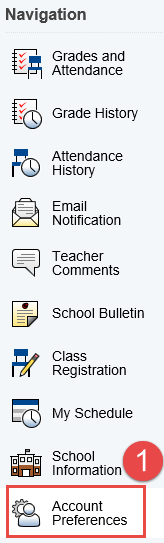 Navigation
Grades and
Attendance
Grade History
Attendance
History
Email
Notification
Teacher
Comments
School Bulletin
Class
Registration
My Schedule
School
Information
1
Account
Preferences